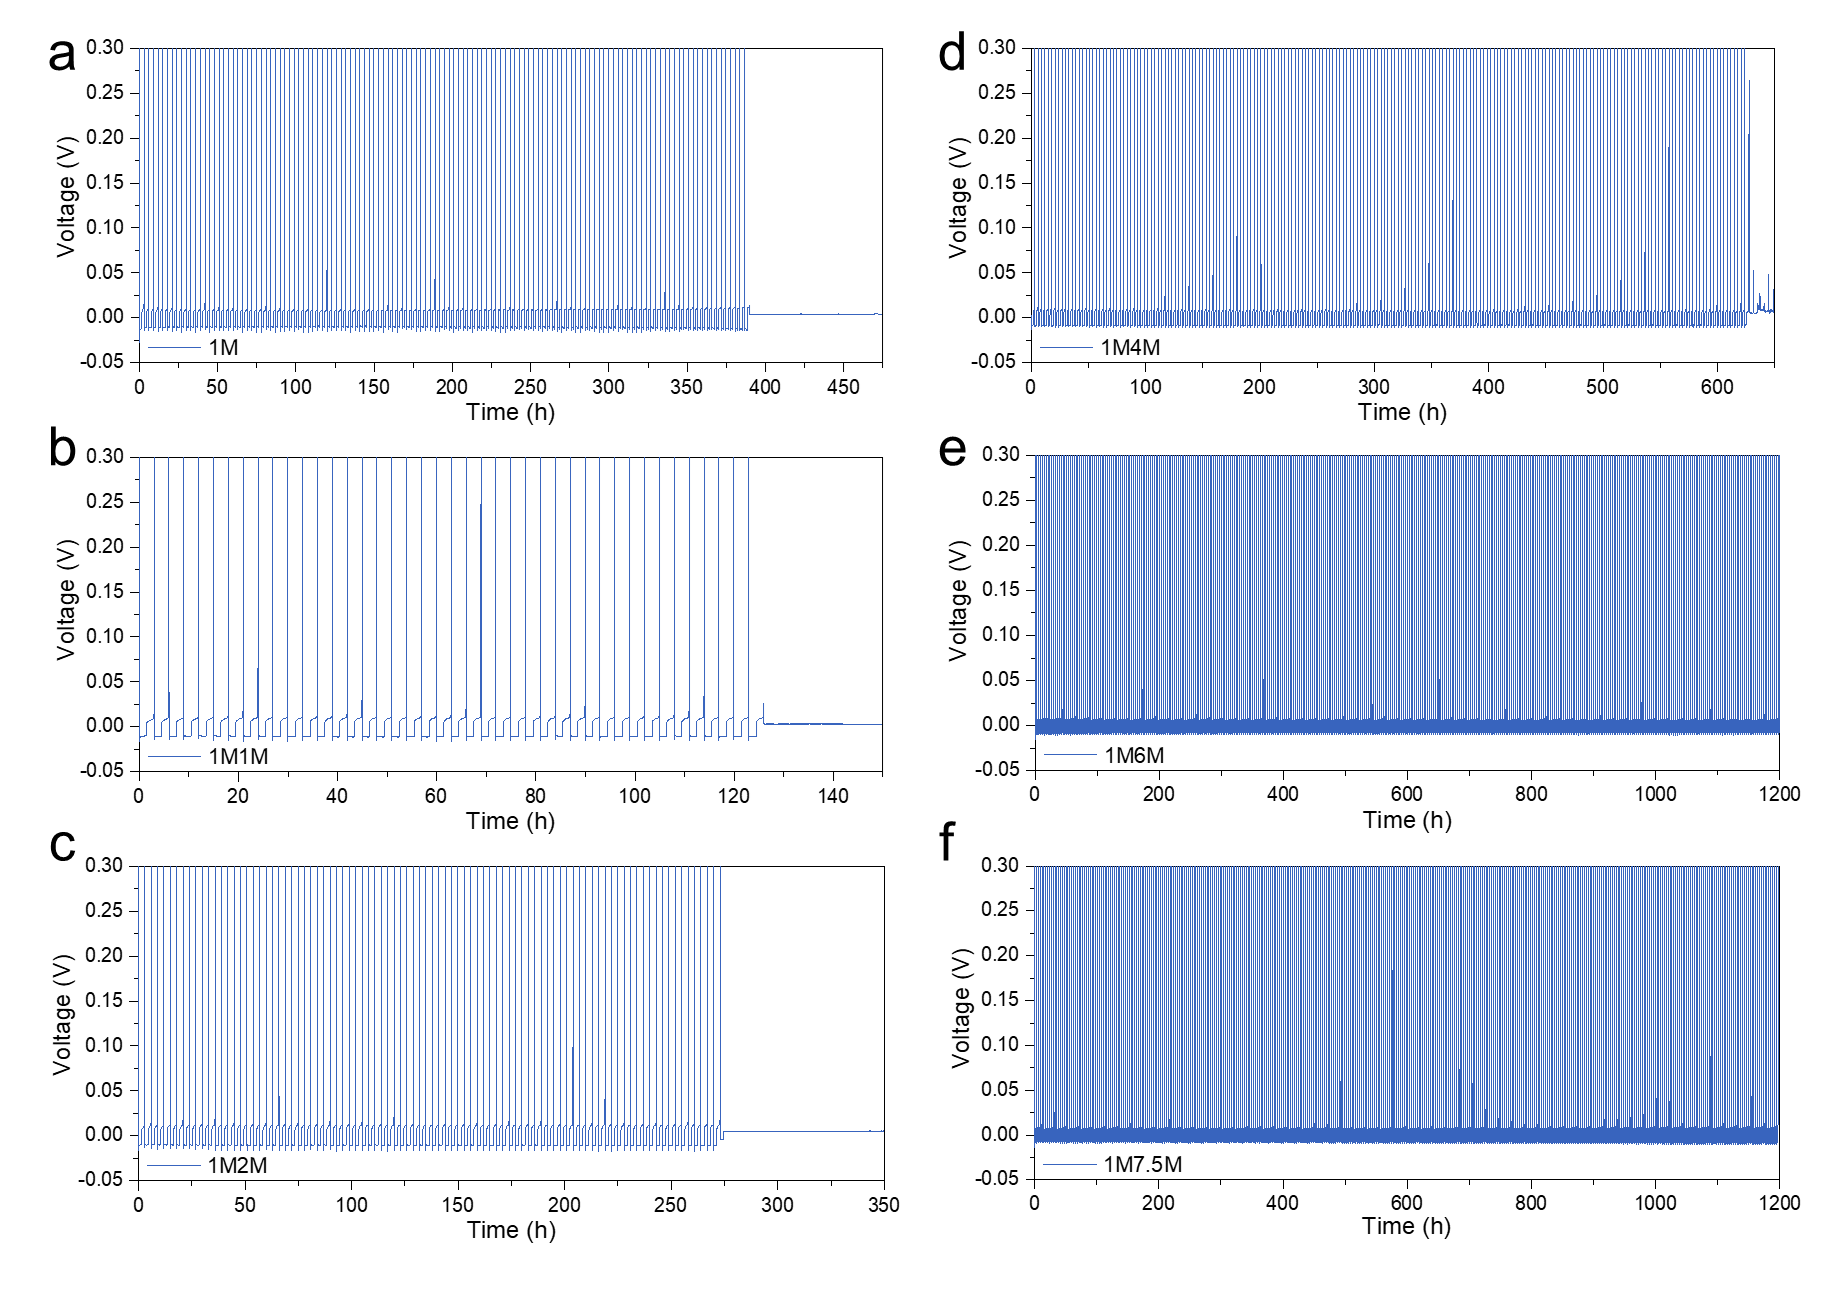 a
0.30
0.25
0.20
0.15
0.10
0.05
0.00
-0.05
Voltage (V)
1M
0 50 100 150 200 250 300 350 400 450
Time (h)
b
0.30
0.25
0.20
0.15
0.10
0.05
0.00
-0.05
Voltage (V)
1M1M
0 20 40 60 80 100 120 140
Time (h)
c
0.30
0.25
0.20
0.15
0.10
0.05
0.00
-0.05
Voltage (V)
1M2M
0 50 100 150 200 250 300 350
Time (h)
d
0.30
0.25
0.20
0.15
0.10
0.05
0.00
-0.05
Voltage (V)
1M4M
0 100 200 300 400 500 600
Time (h)
e
0.30
0.25
0.20
0.15
0.10
0.05
0.00
-0.05
Voltage (V)
1M6M
0 200 400 600 800 1000 1200
Time (h)
f
0.30
0.25
0.20
0.15
0.10
0.05
0.00
-0.05
Voltage (V)
1M7.5M
0 200 400 600 800 1000 1200
Time (h)